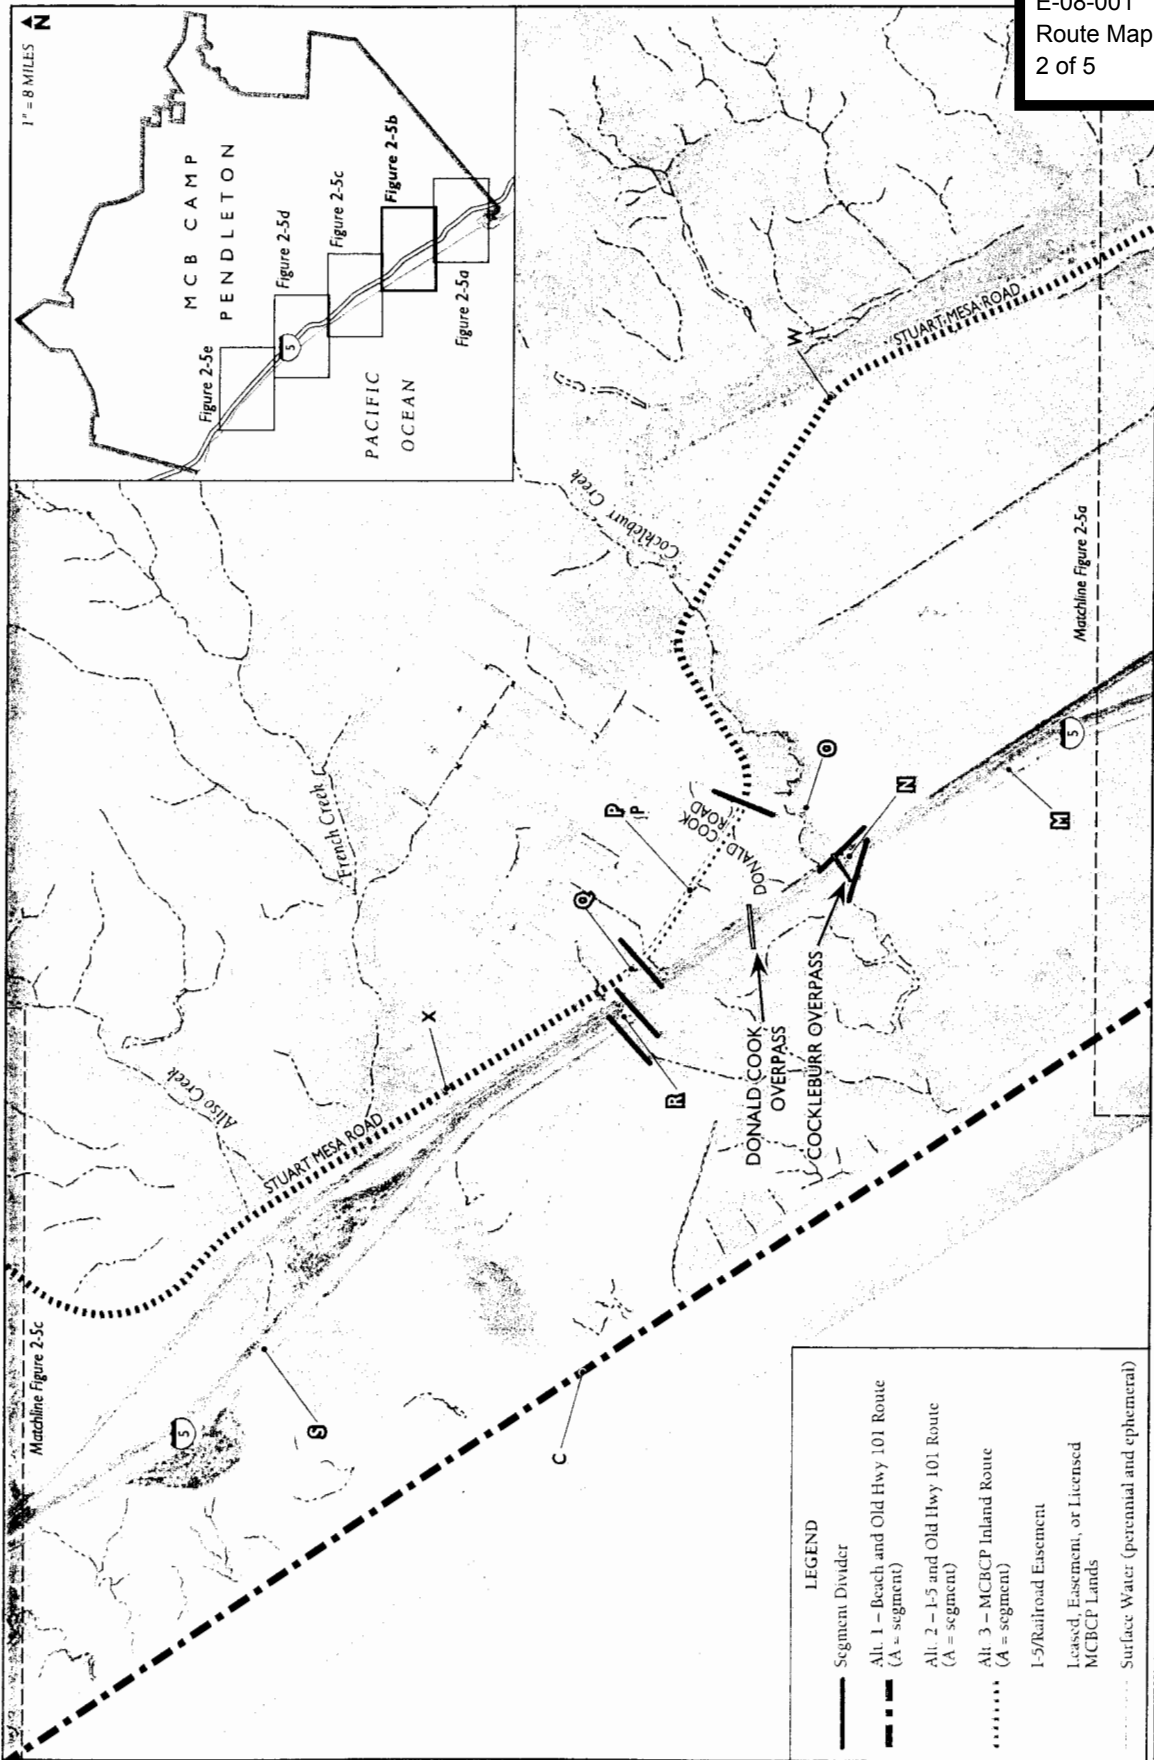 E-08-001
Route Map
2 of 5
1" = 8 MILES
N
MCB CAMP
PENDLETON
Figure 2-5e
Figure 2-5d
Figure 2-5c
Figure 2-5b
Figure 2-5a
5
PACIFIC
OCEAN
Matchline Figure 2-5c
STUART MESA ROAD
Aliso Creek
French Creek
Cockleburr Creek
STUART MESA ROAD
W
X
S
5
C
R
Q
P
P
DONALD COOK
ROAD
DONALD
O
N
M
5
DONALD COOK
OVERPASS
COCKLEBURR OVERPASS
Matchline Figure 2-5a
LEGEND
Segment Divider
Alt. 1 – Beach and Old Hwy 101 Route
(A = segment)
Alt. 2 – I-5 and Old Hwy 101 Route
(A = segment)
Alt. 3 – MCBCP Inland Route
(A = segment)
I-5/Railroad Easement
Leased, Easement, or Licensed
MCBCP Lands
Surface Water (perennial and ephemeral)